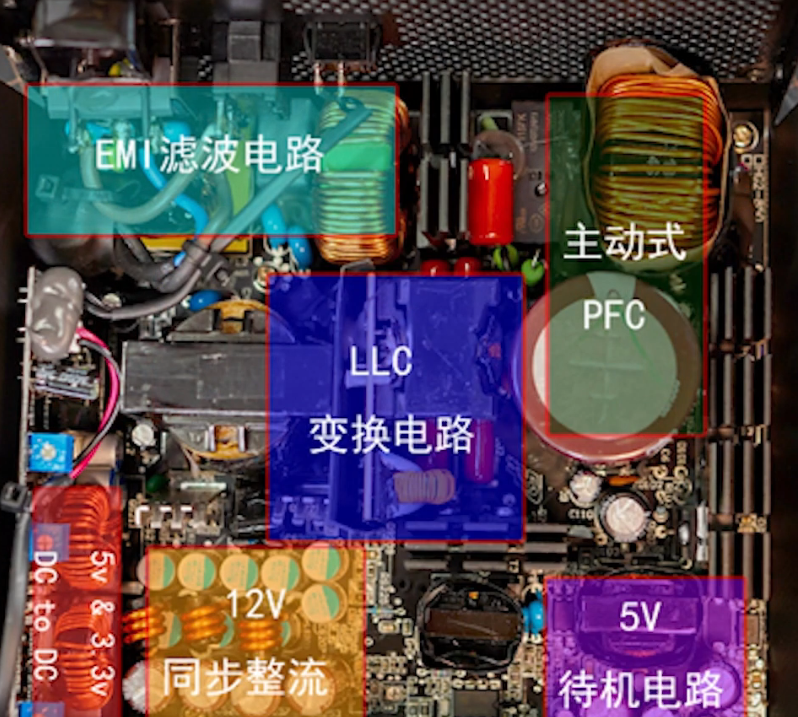 EMI滤波电路
主动式
PFC
LLC
变换电路
5v & 3.3v
DC to DC
12V
同步整流
5V
待机电路